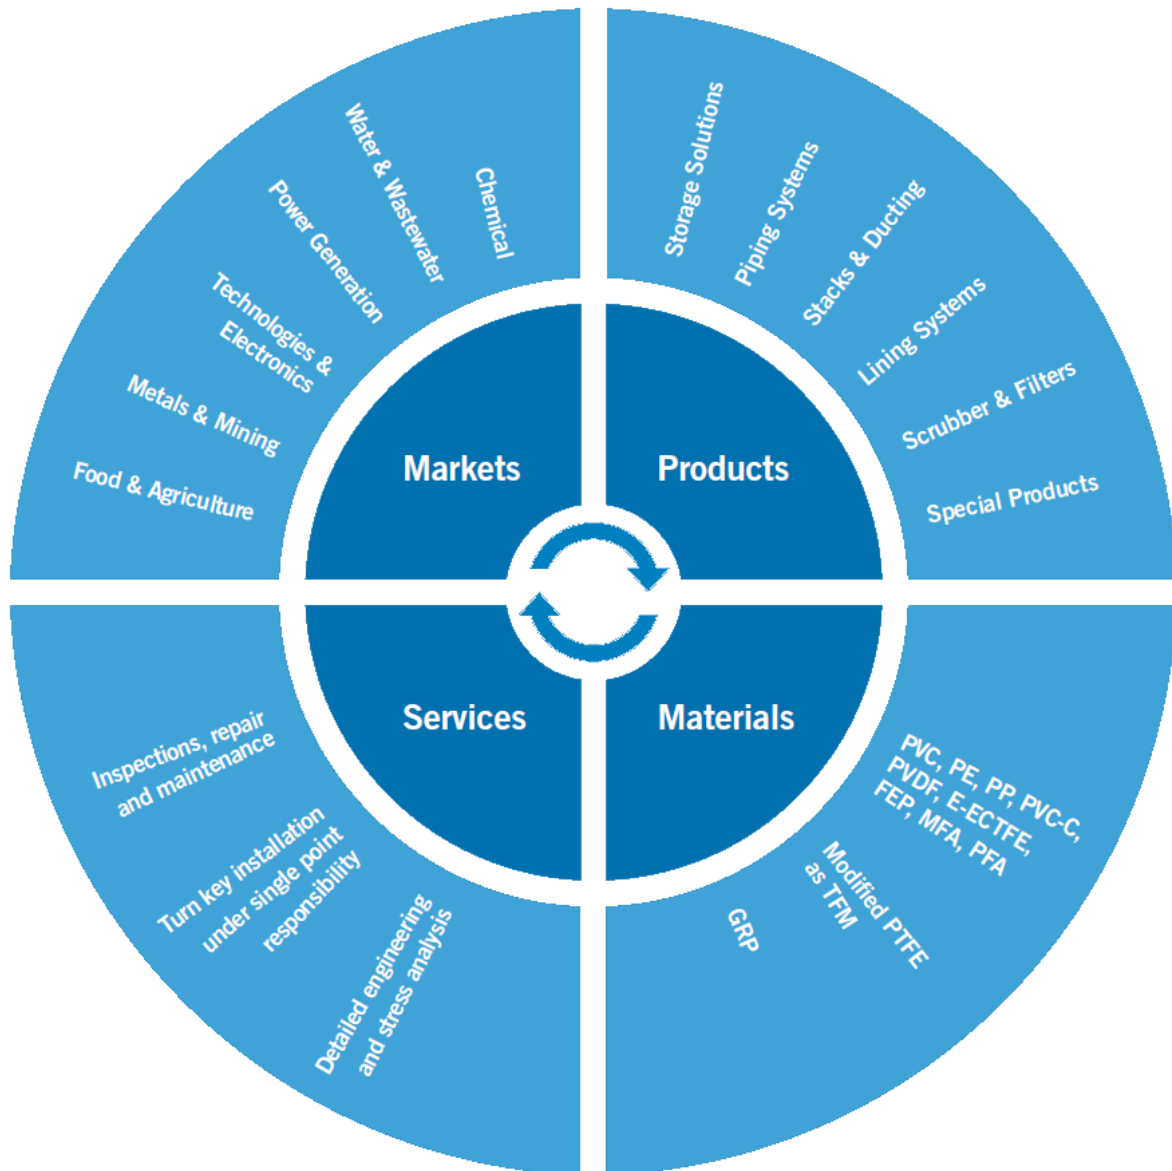 Markets
Chemical
Water & Wastewater
Power Generation
Technologies &
Electronics
Metals & Mining
Food & Agriculture
Products
Storage Solutions
Piping Systems
Stacks & Ducting
Lining Systems
Scrubber & Filters
Special Products
Services
Inspections, repair
and maintenance
Turn key installation
under single point
responsibility
Detailed engineering
and stress analysis
Materials
PVC, PE, PP, PVC-C,
PVDF, E-ECTFE,
FEP, MFA, PFA
Modified PTFE
as TFM
GRP